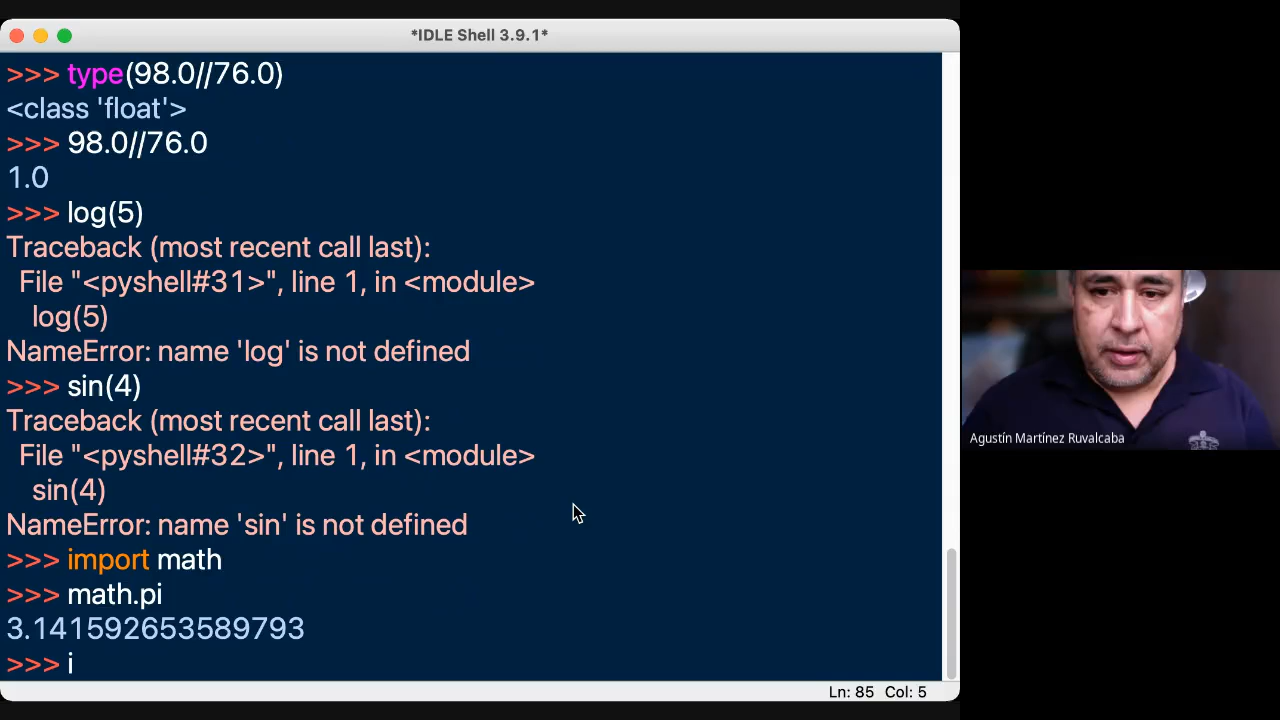 *IDLE Shell 3.9.1*
>>> type(98.0//76.0)
<class 'float'>
>>> 98.0//76.0
1.0
>>> log(5)
Traceback (most recent call last):
  File "<pyshell#31>", line 1, in <module>
    log(5)
NameError: name 'log' is not defined
>>> sin(4)
Traceback (most recent call last):
  File "<pyshell#32>", line 1, in <module>
    sin(4)
NameError: name 'sin' is not defined
>>> import math
>>> math.pi
3.141592653589793
>>> i
Ln: 85 Col: 5
Agustín Martínez Ruvalcaba